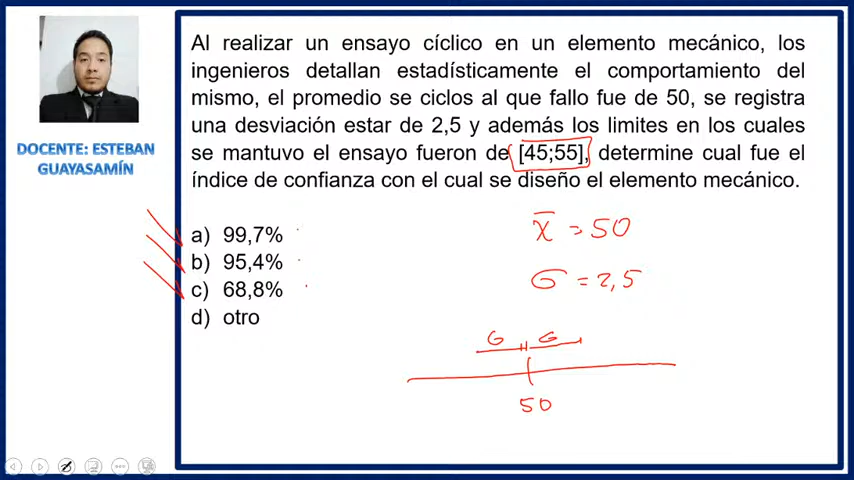 Al realizar un ensayo cíclico en un elemento mecánico, los
ingenieros detallan estadísticamente el comportamiento del
mismo, el promedio se ciclos al que fallo fue de 50, se registra
una desviación estar de 2,5 y además los limites en los cuales
se mantuvo el ensayo fueron de [45;55], determine cual fue el
índice de confianza con el cual se diseño el elemento mecánico.
DOCENTE: ESTEBAN
GUAYASAMÍN
a) 99,7%
b) 95,4%
c) 68,8%
d) otro
x̅ = 50
σ = 2,5
σ σ
50